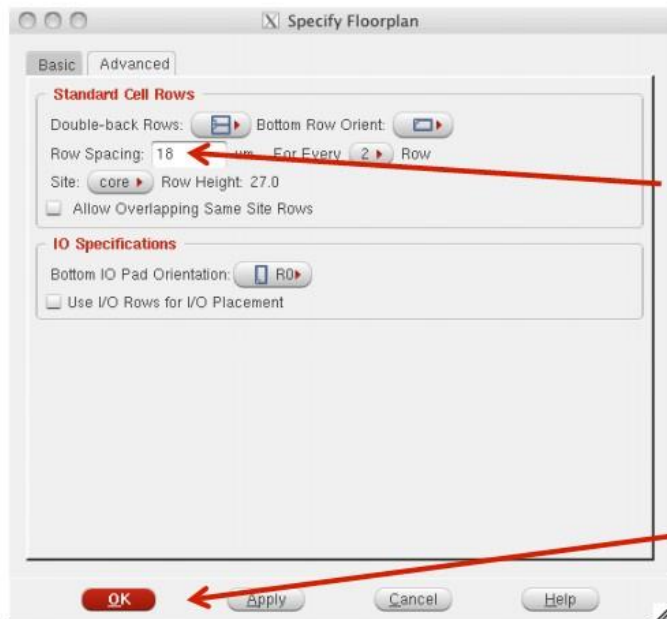 Specify Floorplan
Basic Advanced
Standard Cell Rows
Double-back Rows: Bottom Row Orient:
Row Spacing: 18 um For Every 2 Row
Site: core Row Height: 27.0
Allow Overlapping Same Site Rows
IO Specifications
Bottom IO Pad Orientation: R0
Use I/O Rows for I/O Placement
OK Apply Cancel Help